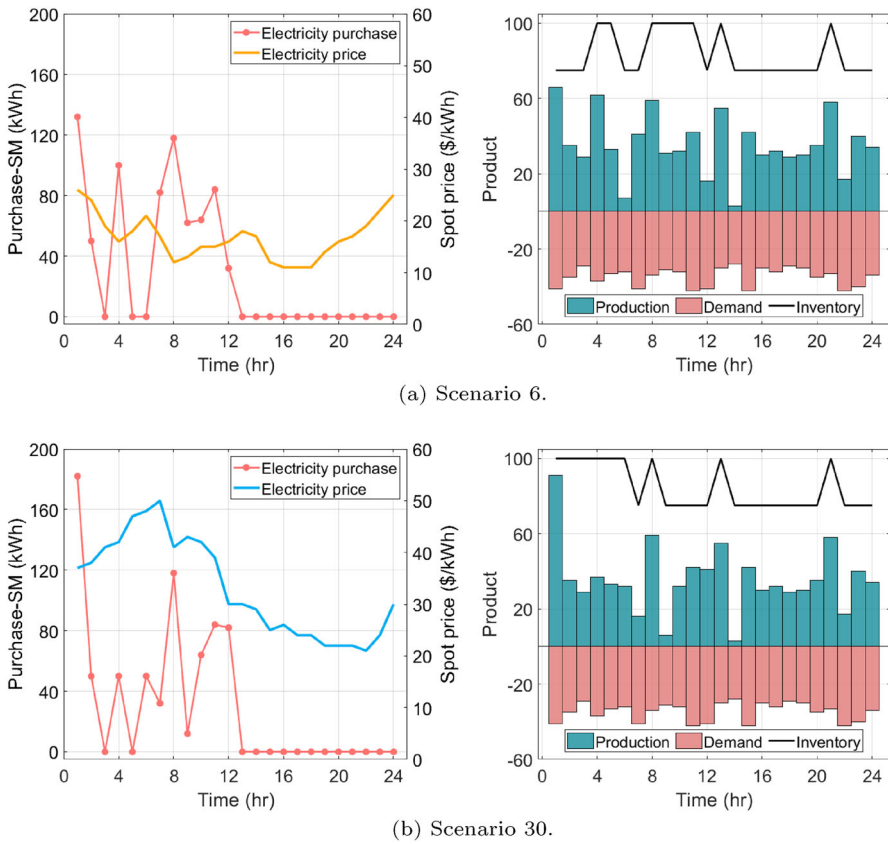 200
160
120
80
40
0
Purchase-SM (kWh)
60
50
40
30
20
10
0
Spot price ($/kWh)
Electricity purchase
Electricity price
0 4 8 12 16 20 24
Time (hr)
100
60
20
-20
-60
Product
Production Demand Inventory
0 4 8 12 16 20 24
Time (hr)
(a) Scenario 6.
200
160
120
80
40
0
Purchase-SM (kWh)
60
50
40
30
20
10
0
Spot price ($/kWh)
Electricity purchase
Electricity price
0 4 8 12 16 20 24
Time (hr)
100
60
20
-20
-60
Product
Production Demand Inventory
0 4 8 12 16 20 24
Time (hr)
(b) Scenario 30.